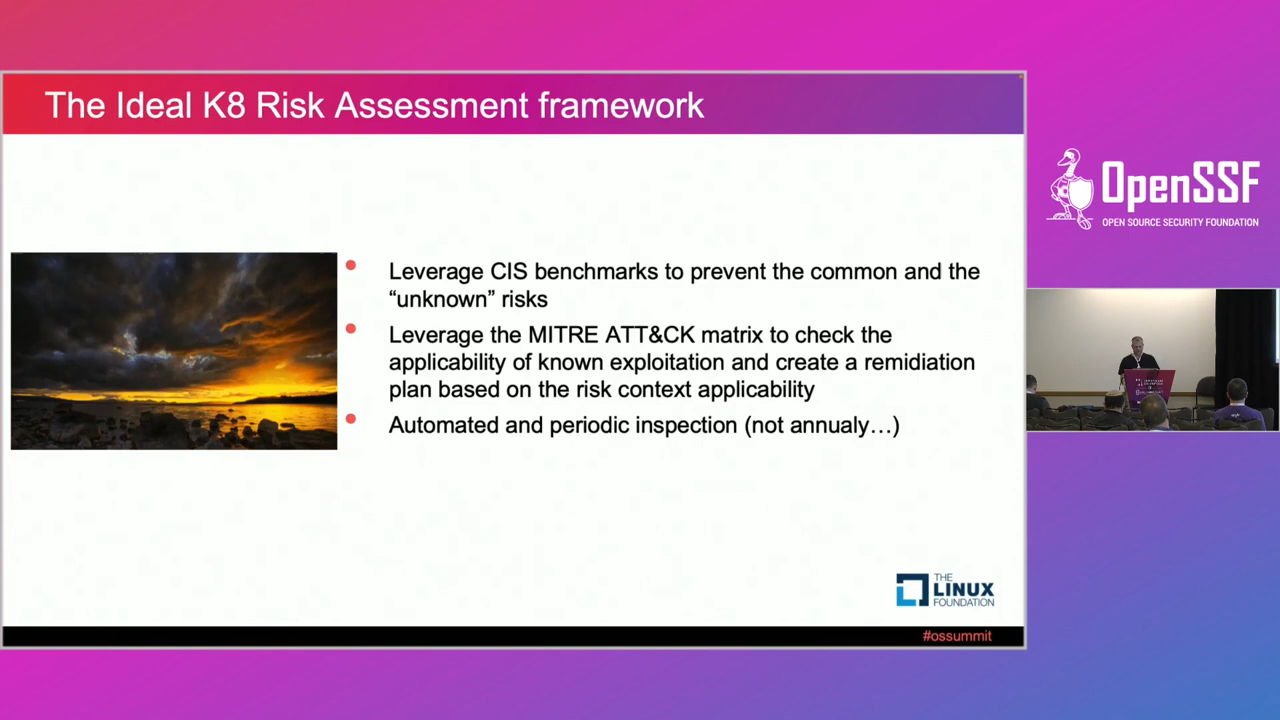 The Ideal K8 Risk Assessment framework
Leverage CIS benchmarks to prevent the common and the
“unknown” risks
Leverage the MITRE ATT&CK matrix to check the
applicability of known exploitation and create a remidiation
plan based on the risk context applicability
Automated and periodic inspection (not annualy…)
THE
LINUX
FOUNDATION
#ossummit
OpenSSF
OPEN SOURCE SECURITY FOUNDATION